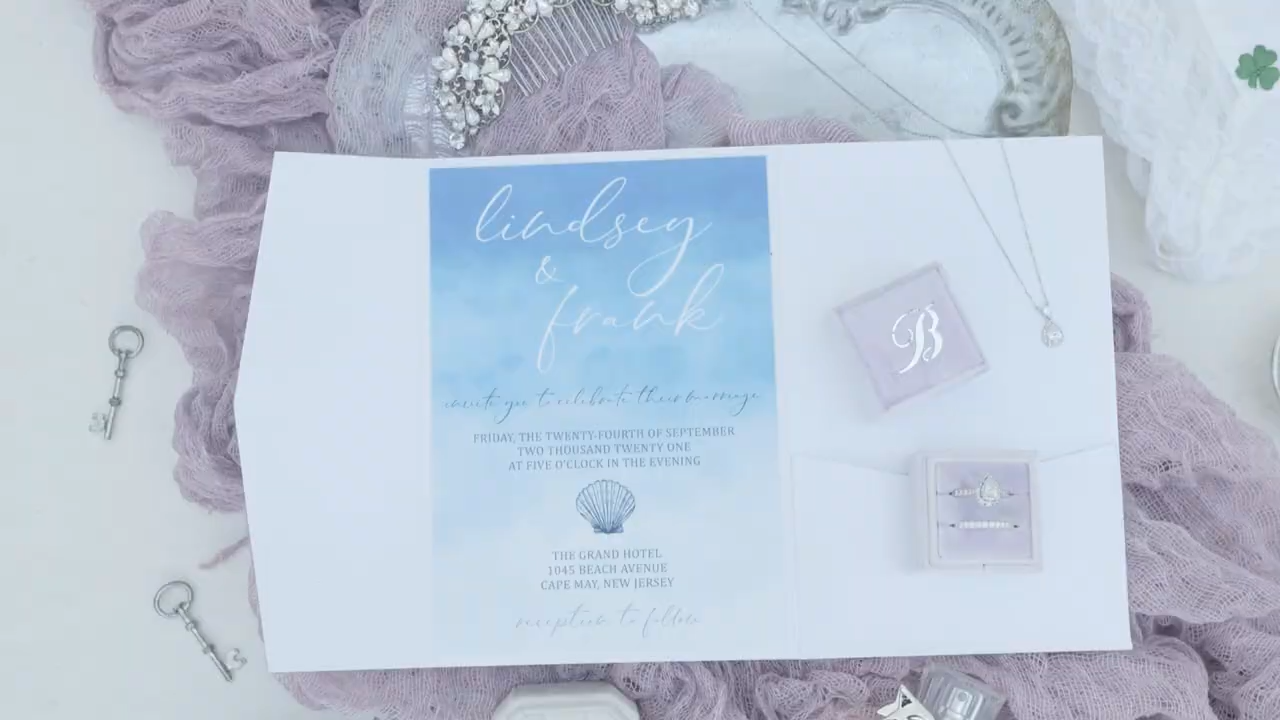 lindsey
&
frank
invite you to celebrate their marriage
FRIDAY, THE TWENTY-FOURTH OF SEPTEMBER
TWO THOUSAND TWENTY ONE
AT FIVE O'CLOCK IN THE EVENING
THE GRAND HOTEL
1045 BEACH AVENUE
CAPE MAY, NEW JERSEY
reception to follow
B